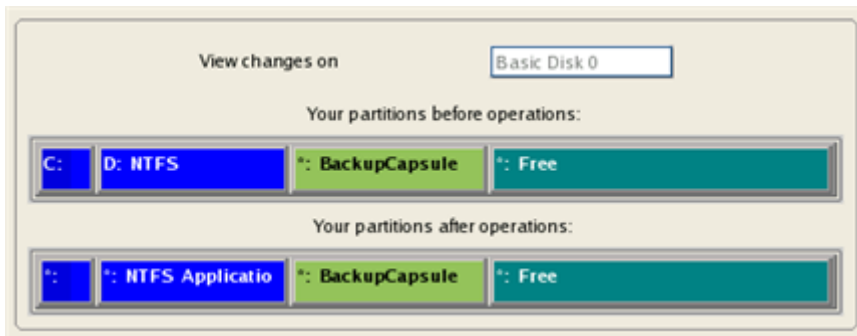 View changes on Basic Disk 0
Your partitions before operations:
C: D: NTFS *: BackupCapsule *: Free
Your partitions after operations:
*: *: NTFS Applicatio *: BackupCapsule *: Free